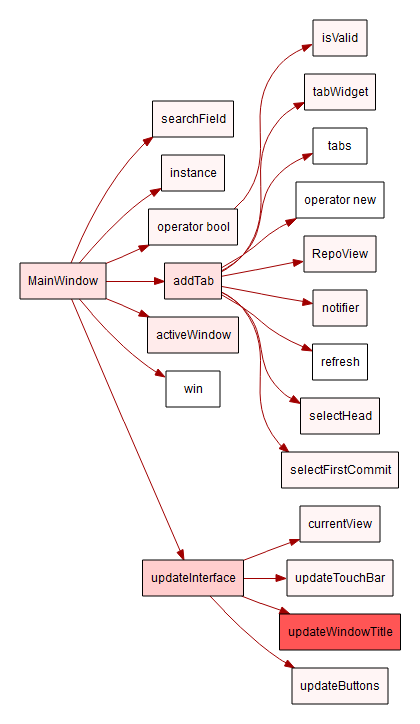 isValid
tabWidget
searchField
tabs
instance
operator new
operator bool
RepoView
MainWindow
addTab
notifier
activeWindow
refresh
win
selectHead
selectFirstCommit
currentView
updateInterface
updateTouchBar
updateWindowTitle
updateButtons